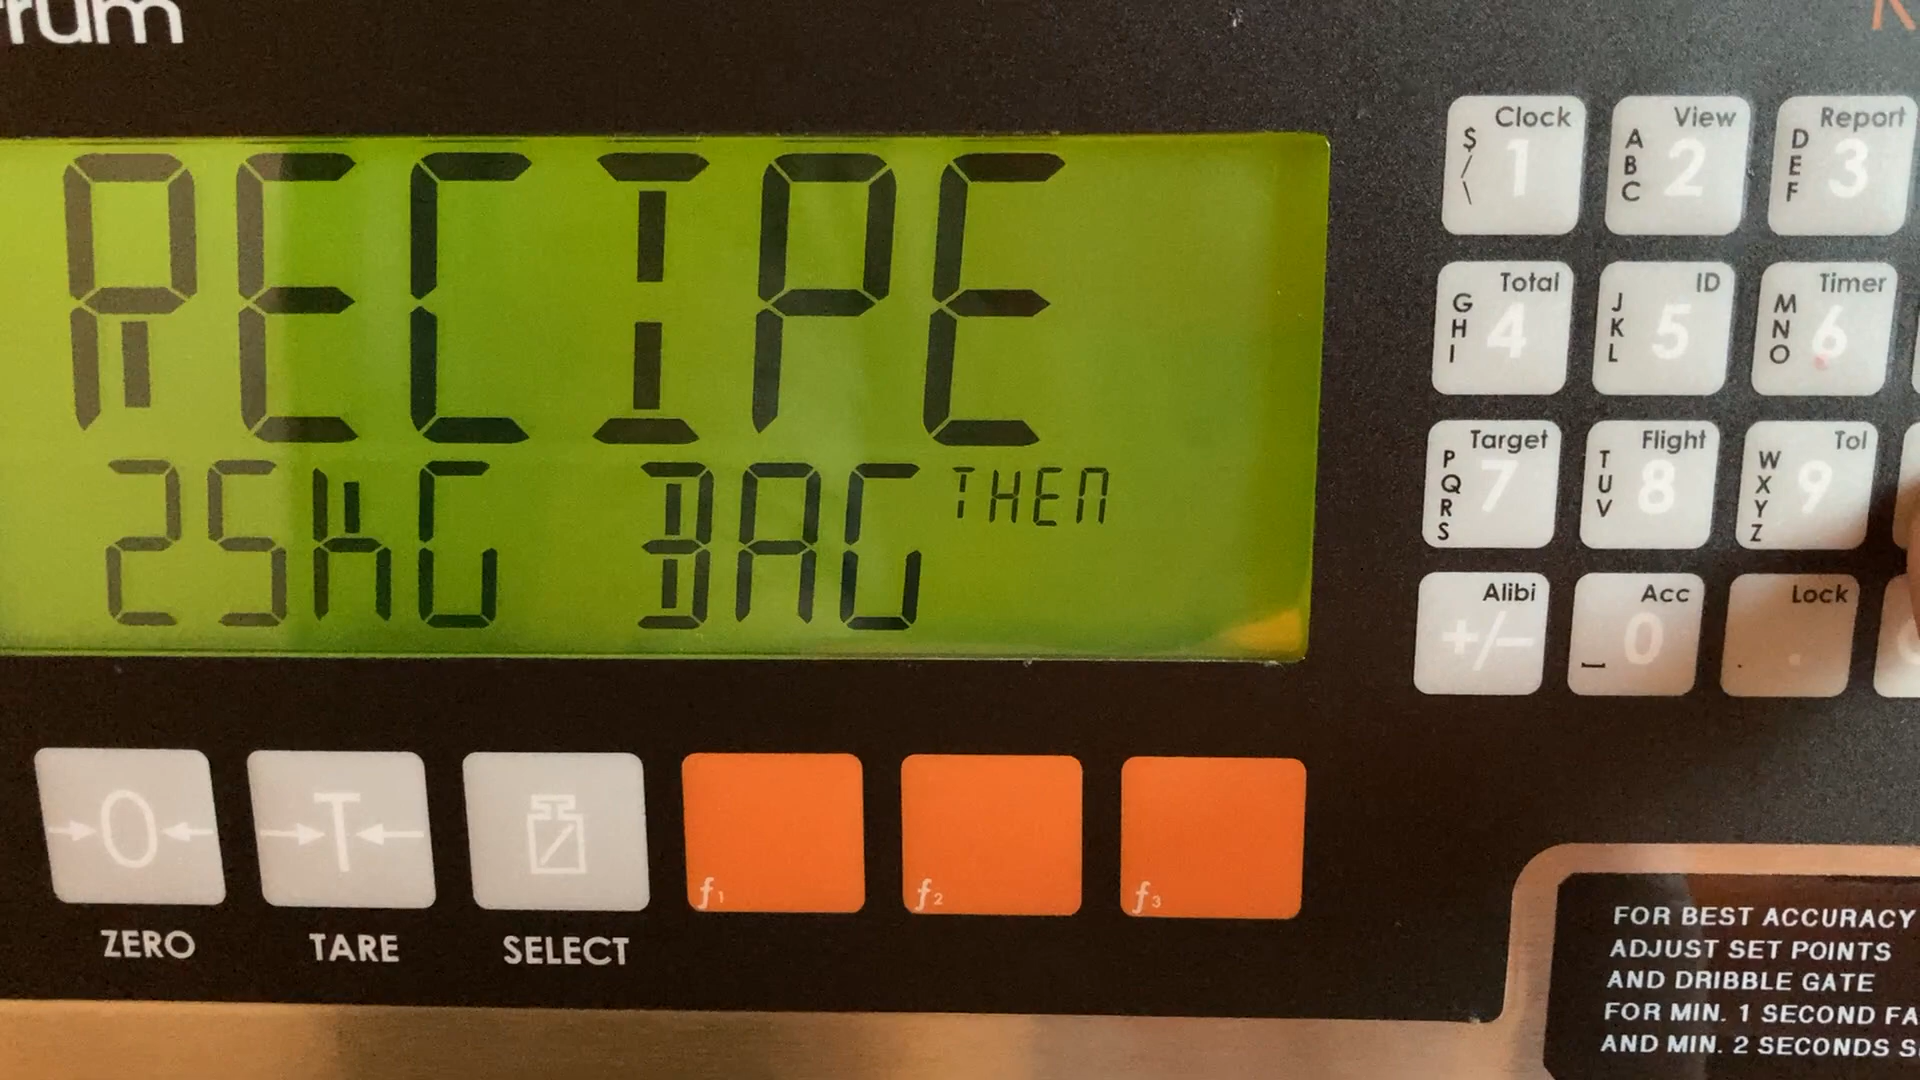 rum
RECIPE
25KG BAG THEN
Clock $ / \ 1
View A B C 2
Report D E F 3
Total G H I 4
ID J K L 5
Timer M N O 6
Target P Q R S 7
Flight T U V 8
Tol W X Y Z 9
Alibi +/-
Acc 0
Lock .
→0← →T← f1 f2 f3
ZERO TARE SELECT
FOR BEST ACCURACY
ADJUST SET POINTS
AND DRIBBLE GATE
FOR MIN. 1 SECOND FA
AND MIN. 2 SECONDS S